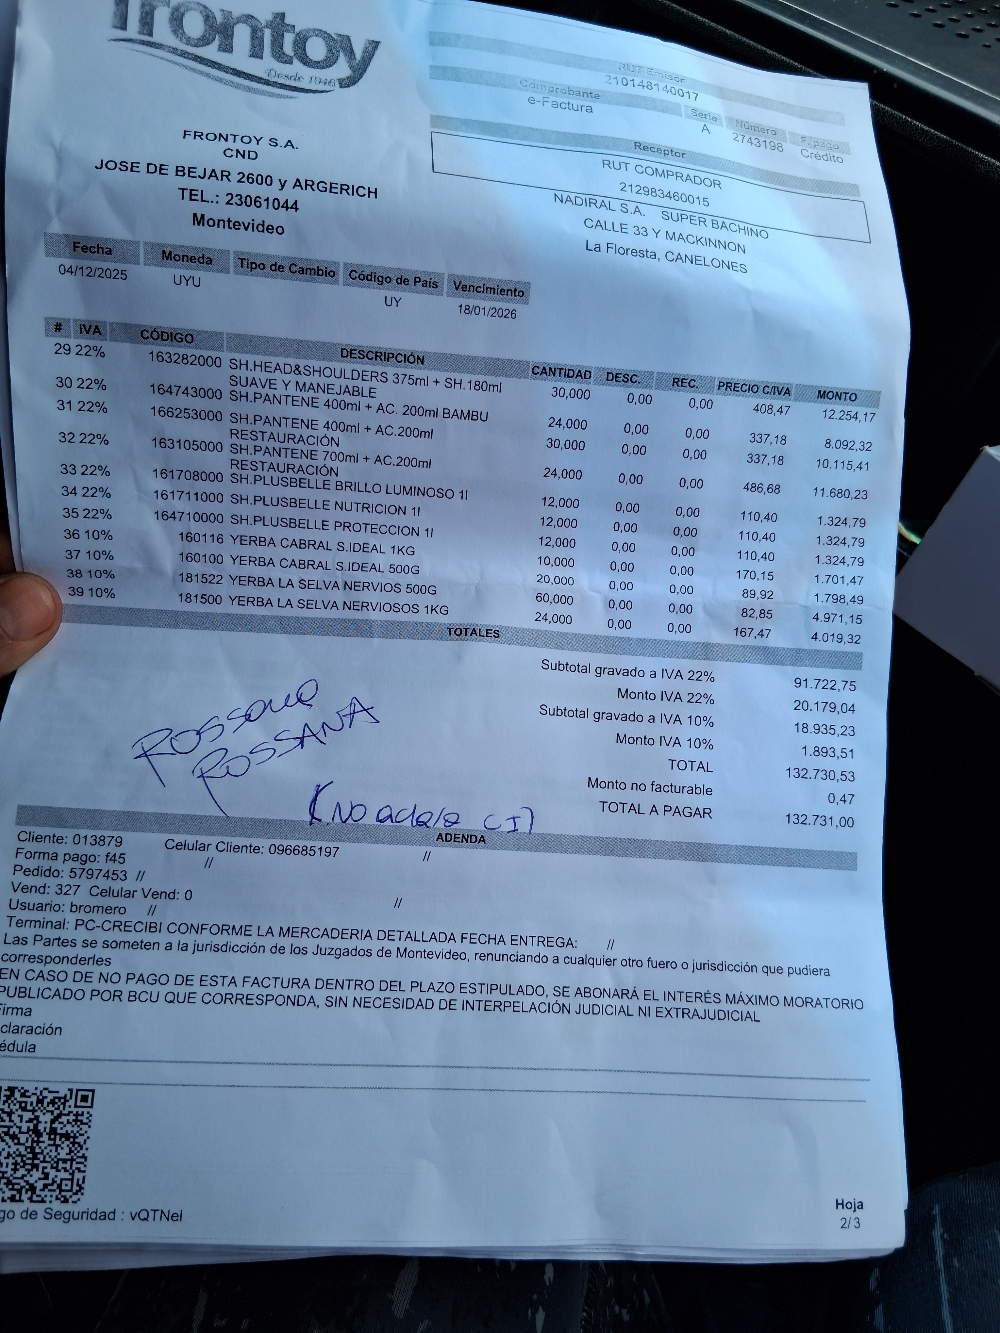 frontoy
Desde 1946
RUT Emisor
210148140017
Comprobante Serie Número F.pago
e-Factura A 2743198 Crédito
Receptor
RUT COMPRADOR
212983460015
NADIRAL S.A. SUPER BACHINO
CALLE 33 Y MACKINNON
La Floresta, CANELONES
FRONTOY S.A.
CND
JOSE DE BEJAR 2600 y ARGERICH
TEL.: 23061044
Montevideo
Fecha Moneda Tipo de Cambio Código de País Vencimiento
04/12/2025 UYU UY 18/01/2026
# IVA CÓDIGO DESCRIPCIÓN CANTIDAD DESC. REC. PRECIO C/IVA MONTO
29 22% 163282000 SH.HEAD&SHOULDERS 375ml + SH.180ml 30,000 0,00 0,00 408,47 12.254,17
SUAVE Y MANEJABLE
30 22% 164743000 SH.PANTENE 400ml + AC. 200ml BAMBU 24,000 0,00 0,00 337,18 8.092,32
31 22% 166253000 SH.PANTENE 400ml + AC.200ml 30,000 0,00 0,00 337,18 10.115,41
RESTAURACIÓN
32 22% 163105000 SH.PANTENE 700ml + AC.200ml 24,000 0,00 0,00 486,68 11.680,23
RESTAURACIÓN
33 22% 161708000 SH.PLUSBELLE BRILLO LUMINOSO 1l 12,000 0,00 0,00 110,40 1.324,79
34 22% 161711000 SH.PLUSBELLE NUTRICION 1l 12,000 0,00 0,00 110,40 1.324,79
35 22% 164710000 SH.PLUSBELLE PROTECCION 1l 12,000 0,00 0,00 110,40 1.324,79
36 10% 160116 YERBA CABRAL S.IDEAL 1KG 10,000 0,00 0,00 170,15 1.701,47
37 10% 160100 YERBA CABRAL S.IDEAL 500G 20,000 0,00 0,00 89,92 1.798,49
38 10% 181522 YERBA LA SELVA NERVIOS 500G 60,000 0,00 0,00 82,85 4.971,15
39 10% 181500 YERBA LA SELVA NERVIOSOS 1KG 24,000 0,00 0,00 167,47 4.019,32
TOTALES
Subtotal gravado a IVA 22% 91.722,75
Monto IVA 22% 20.179,04
Subtotal gravado a IVA 10% 18.935,23
Monto IVA 10% 1.893,51
TOTAL 132.730,53
Monto no facturable 0,47
TOTAL A PAGAR 132.731,00
ROSSANA
(No
CI)
ADENDA
Cliente: 013879 Celular Cliente: 096685197 //
Forma pago: f45 //
Pedido: 5797453 //
Vend: 327 Celular Vend: 0 //
Usuario: bromero //
Terminal: PC-CRECIBI CONFORME LA MERCADERIA DETALLADA FECHA ENTREGA: //
Las Partes se someten a la jurisdicción de los Juzgados de Montevideo, renunciando a cualquier otro fuero o jurisdicción que pudiera
corresponderles
EN CASO DE NO PAGO DE ESTA FACTURA DENTRO DEL PLAZO ESTIPULADO, SE ABONARÁ EL INTERÉS MÁXIMO MORATORIO
PUBLICADO POR BCU QUE CORRESPONDA, SIN NECESIDAD DE INTERPELACIÓN JUDICIAL NI EXTRAJUDICIAL
irma
claración
édula
go de Seguridad : vQTNel
Hoja
2/3